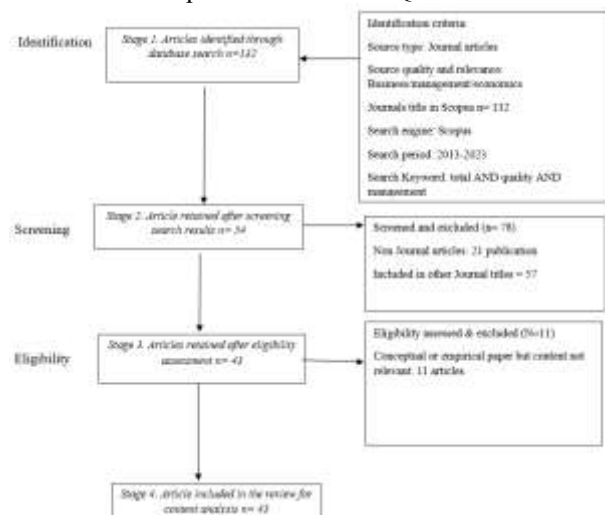 Identification
Stage 1. Articles identified through
database search n=132
Identification criteria
Source type: Journal articles
Source quality and relevance:
Business management/economics
Journals title in Scopus n= 132
Search engine: Scopus
Search period: 2013-2023
Search Keyword: total AND quality AND
management
Screening
Stage 2. Article retained after screening
search results n= 54
Screened and excluded (n= 78)
Non Journal articles: 21 publication
Included in other Journal titles = 57
Eligibility
Stage 3. Articles retained after eligibility
assessment n= 43
Eligibility assessed & excluded (N=11)
Conceptual or empirical paper but content not
relevant: 11 articles
Stage 4. Article included in the review for
content analysis n= 43